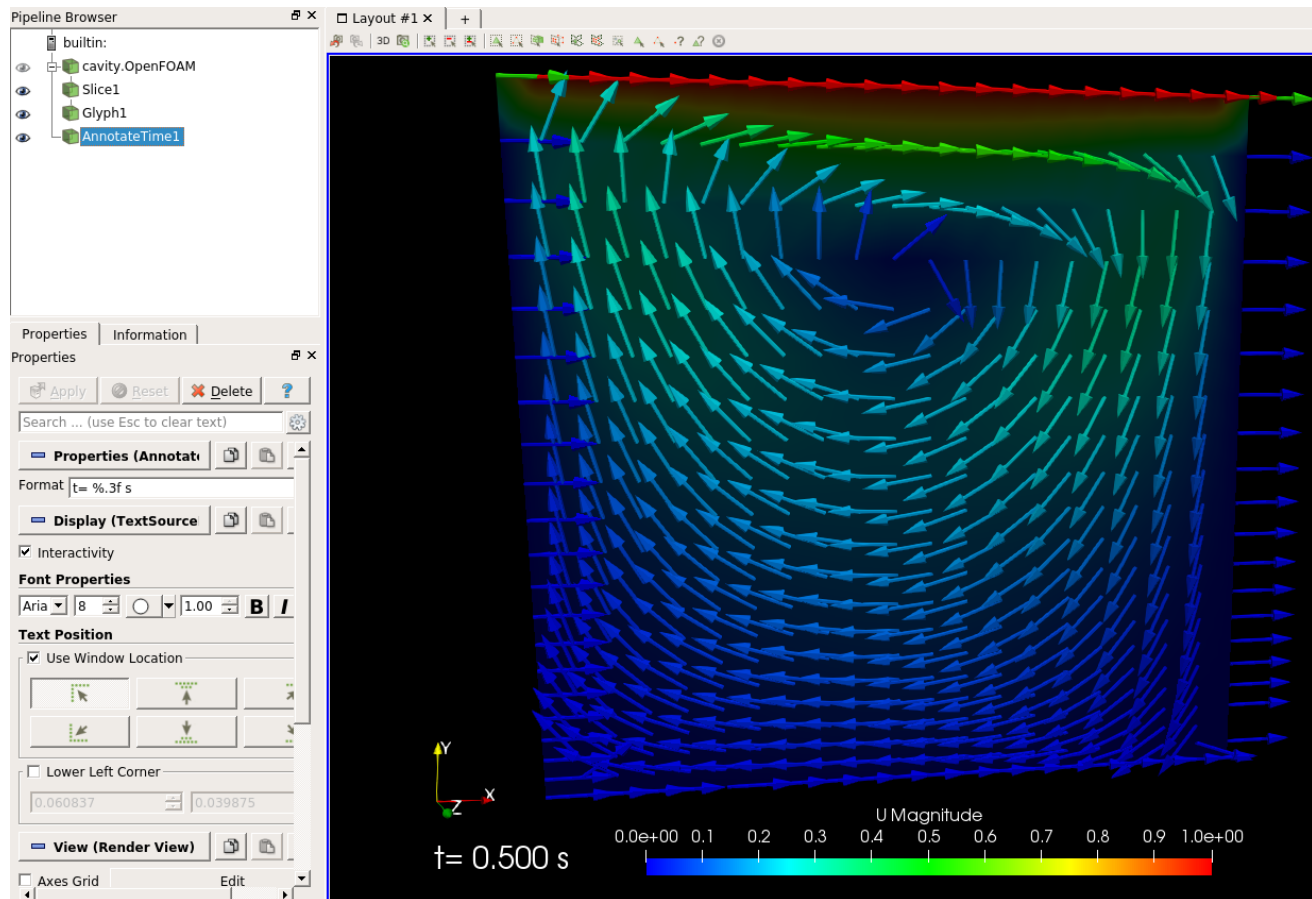 Pipeline Browser
builtin:
cavity.OpenFOAM
Slice1
Glyph1
AnnotateTime1
Properties
Information
Properties
Apply
Reset
Delete
?
Search ... (use Esc to clear text)
Properties (Annotat
Format t= %.3f s
Display (TextSource
Interactivity
Font Properties
Aria 8 1.00 B I
Text Position
Use Window Location
Lower Left Corner
0.060837 0.039875
View (Render View)
Axes Grid Edit
Layout #1
+
3D
Y
X
Z
t= 0.500 s
U Magnitude
0.0e+00 0.1 0.2 0.3 0.4 0.5 0.6 0.7 0.8 0.9 1.0e+00